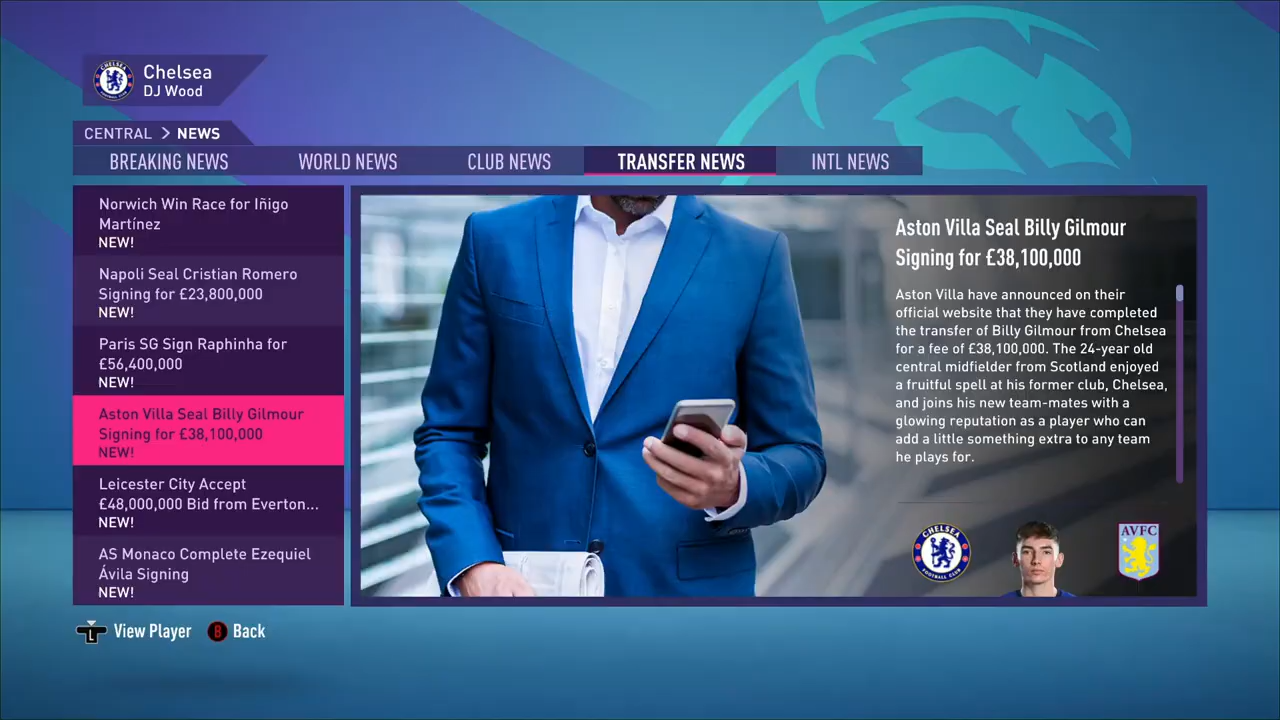 Chelsea
DJ Wood
CENTRAL > NEWS
BREAKING NEWS
WORLD NEWS
CLUB NEWS
TRANSFER NEWS
INTL NEWS
Norwich Win Race for Iñigo
Martínez
NEW!
Napoli Seal Cristian Romero
Signing for £23,800,000
NEW!
Paris SG Sign Raphinha for
£56,400,000
NEW!
Aston Villa Seal Billy Gilmour
Signing for £38,100,000
NEW!
Leicester City Accept
£48,000,000 Bid from Everton...
NEW!
AS Monaco Complete Ezequiel
Ávila Signing
NEW!
Aston Villa Seal Billy Gilmour
Signing for £38,100,000
Aston Villa have announced on their
official website that they have completed
the transfer of Billy Gilmour from Chelsea
for a fee of £38,100,000. The 24-year old
central midfielder from Scotland enjoyed
a fruitful spell at his former club, Chelsea,
and joins his new team-mates with a
glowing reputation as a player who can
add a little something extra to any team
he plays for.
CHELSEA
FOOTBALL CLUB
AVFC
L View Player
B Back